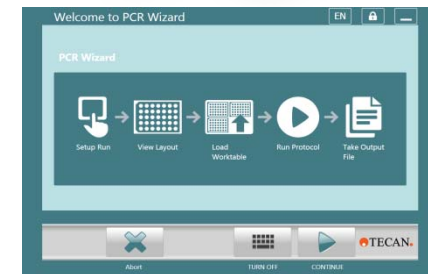 Welcome to PCR Wizard
EN
PCR Wizard
Setup Run
View Layout
Load
Worktable
Run Protocol
Take Output
File
Abort
TURN OFF
CONTINUE
TECAN.